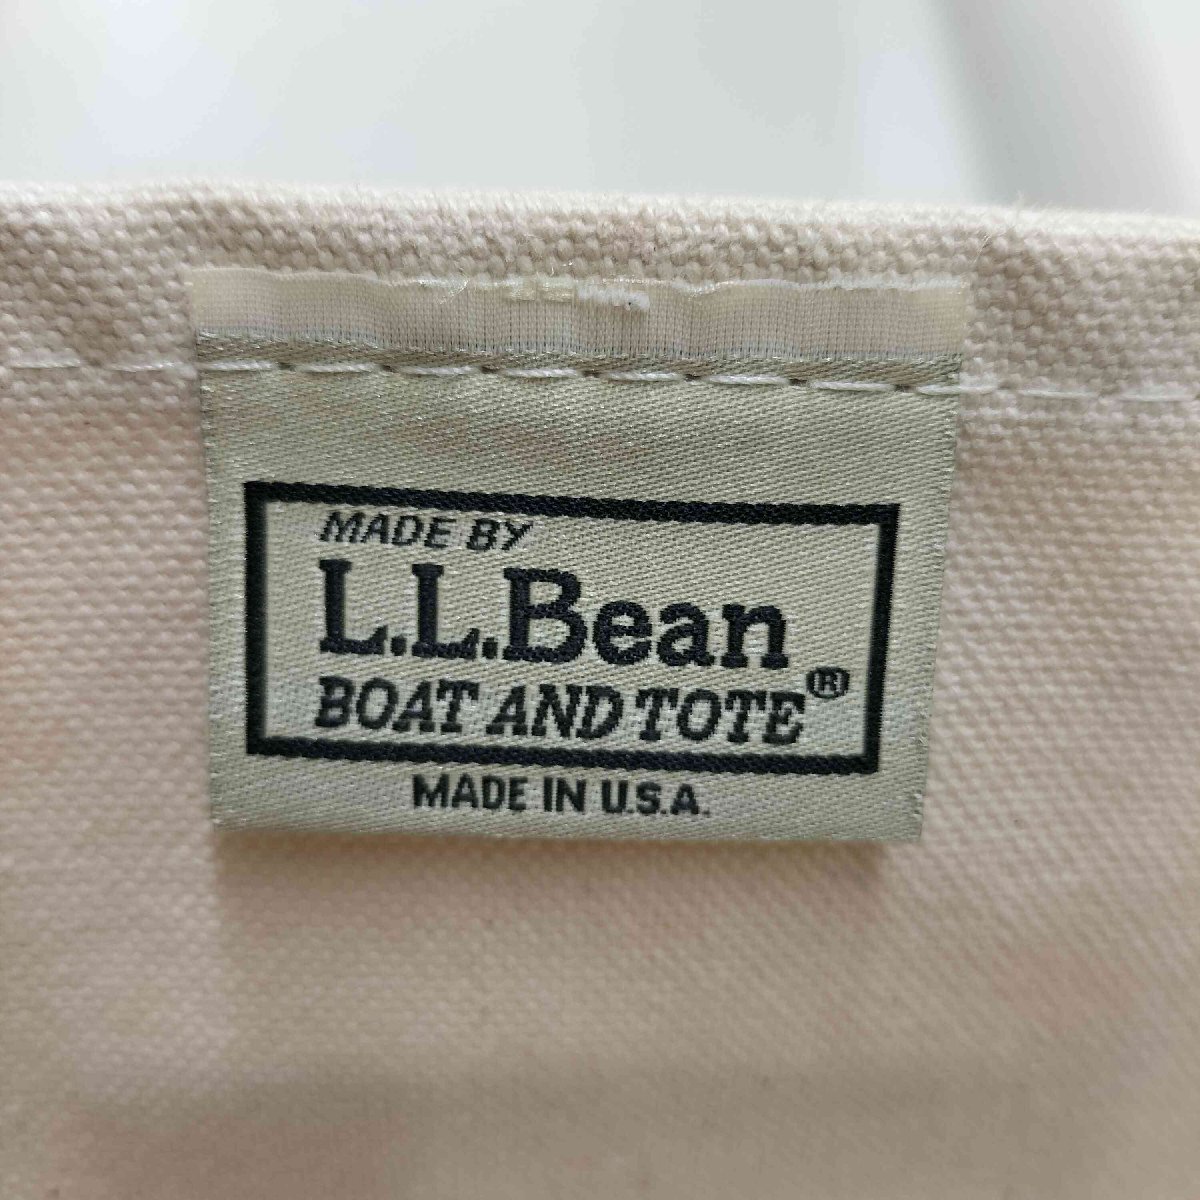 MADE BY
L.L.Bean
BOAT AND TOTE®
MADE IN U.S.A.